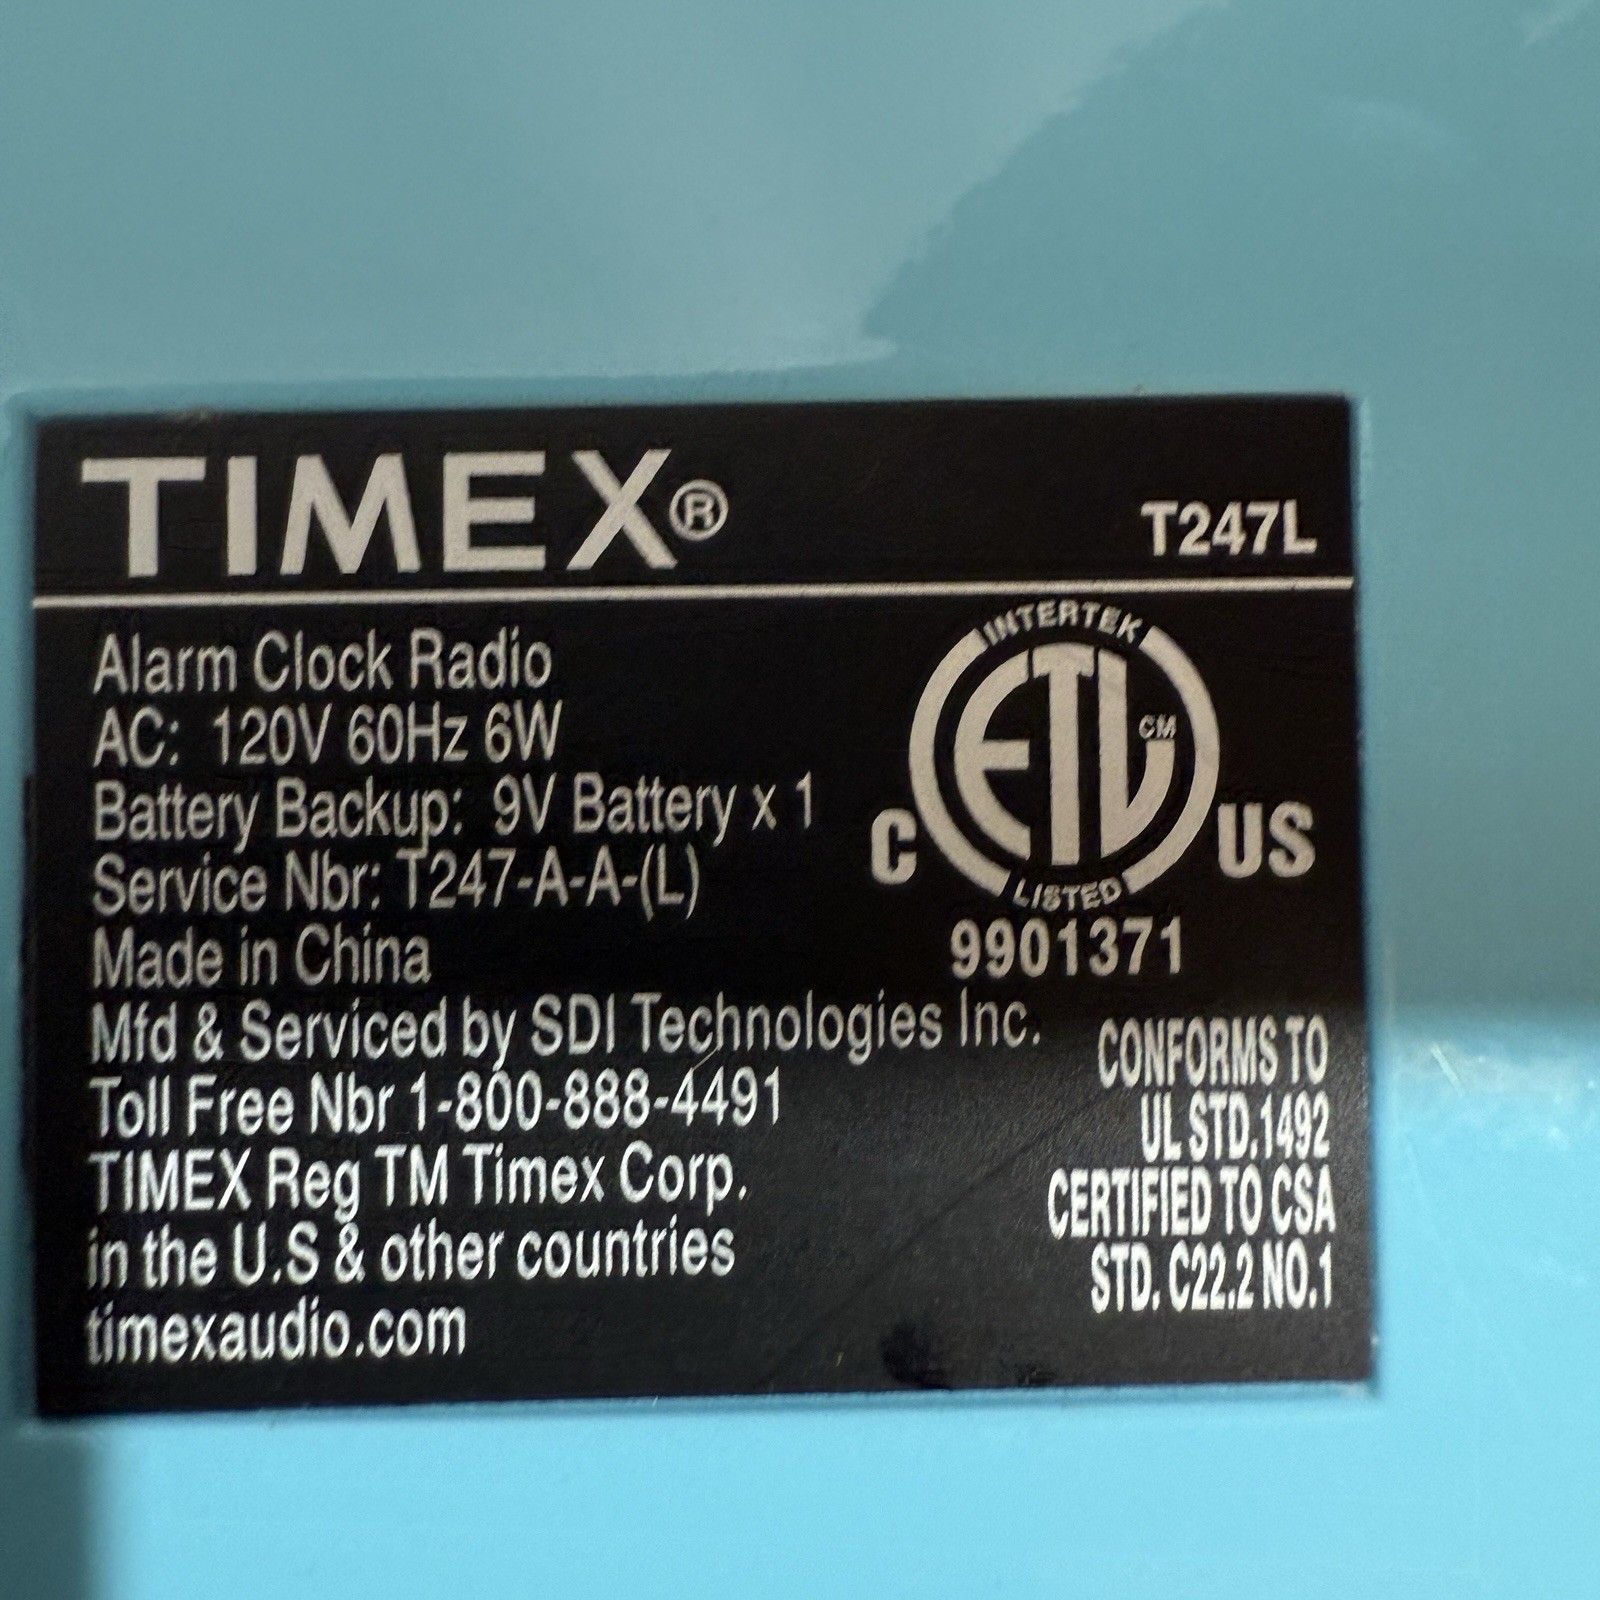 TIMEX®
T247L
Alarm Clock Radio
AC: 120V 60Hz 6W
Battery Backup: 9V Battery x 1
Service Nbr: T247-A-A-(L)
Made in China
Mfd & Serviced by SDI Technologies Inc.
Toll Free Nbr 1-800-888-4491
TIMEX Reg TM Timex Corp.
in the U.S & other countries
timexaudio.com
INTERTEK
ETL CM
C US
LISTED
9901371
CONFORMS TO
UL STD.1492
CERTIFIED TO CSA
STD. C22.2 NO.1